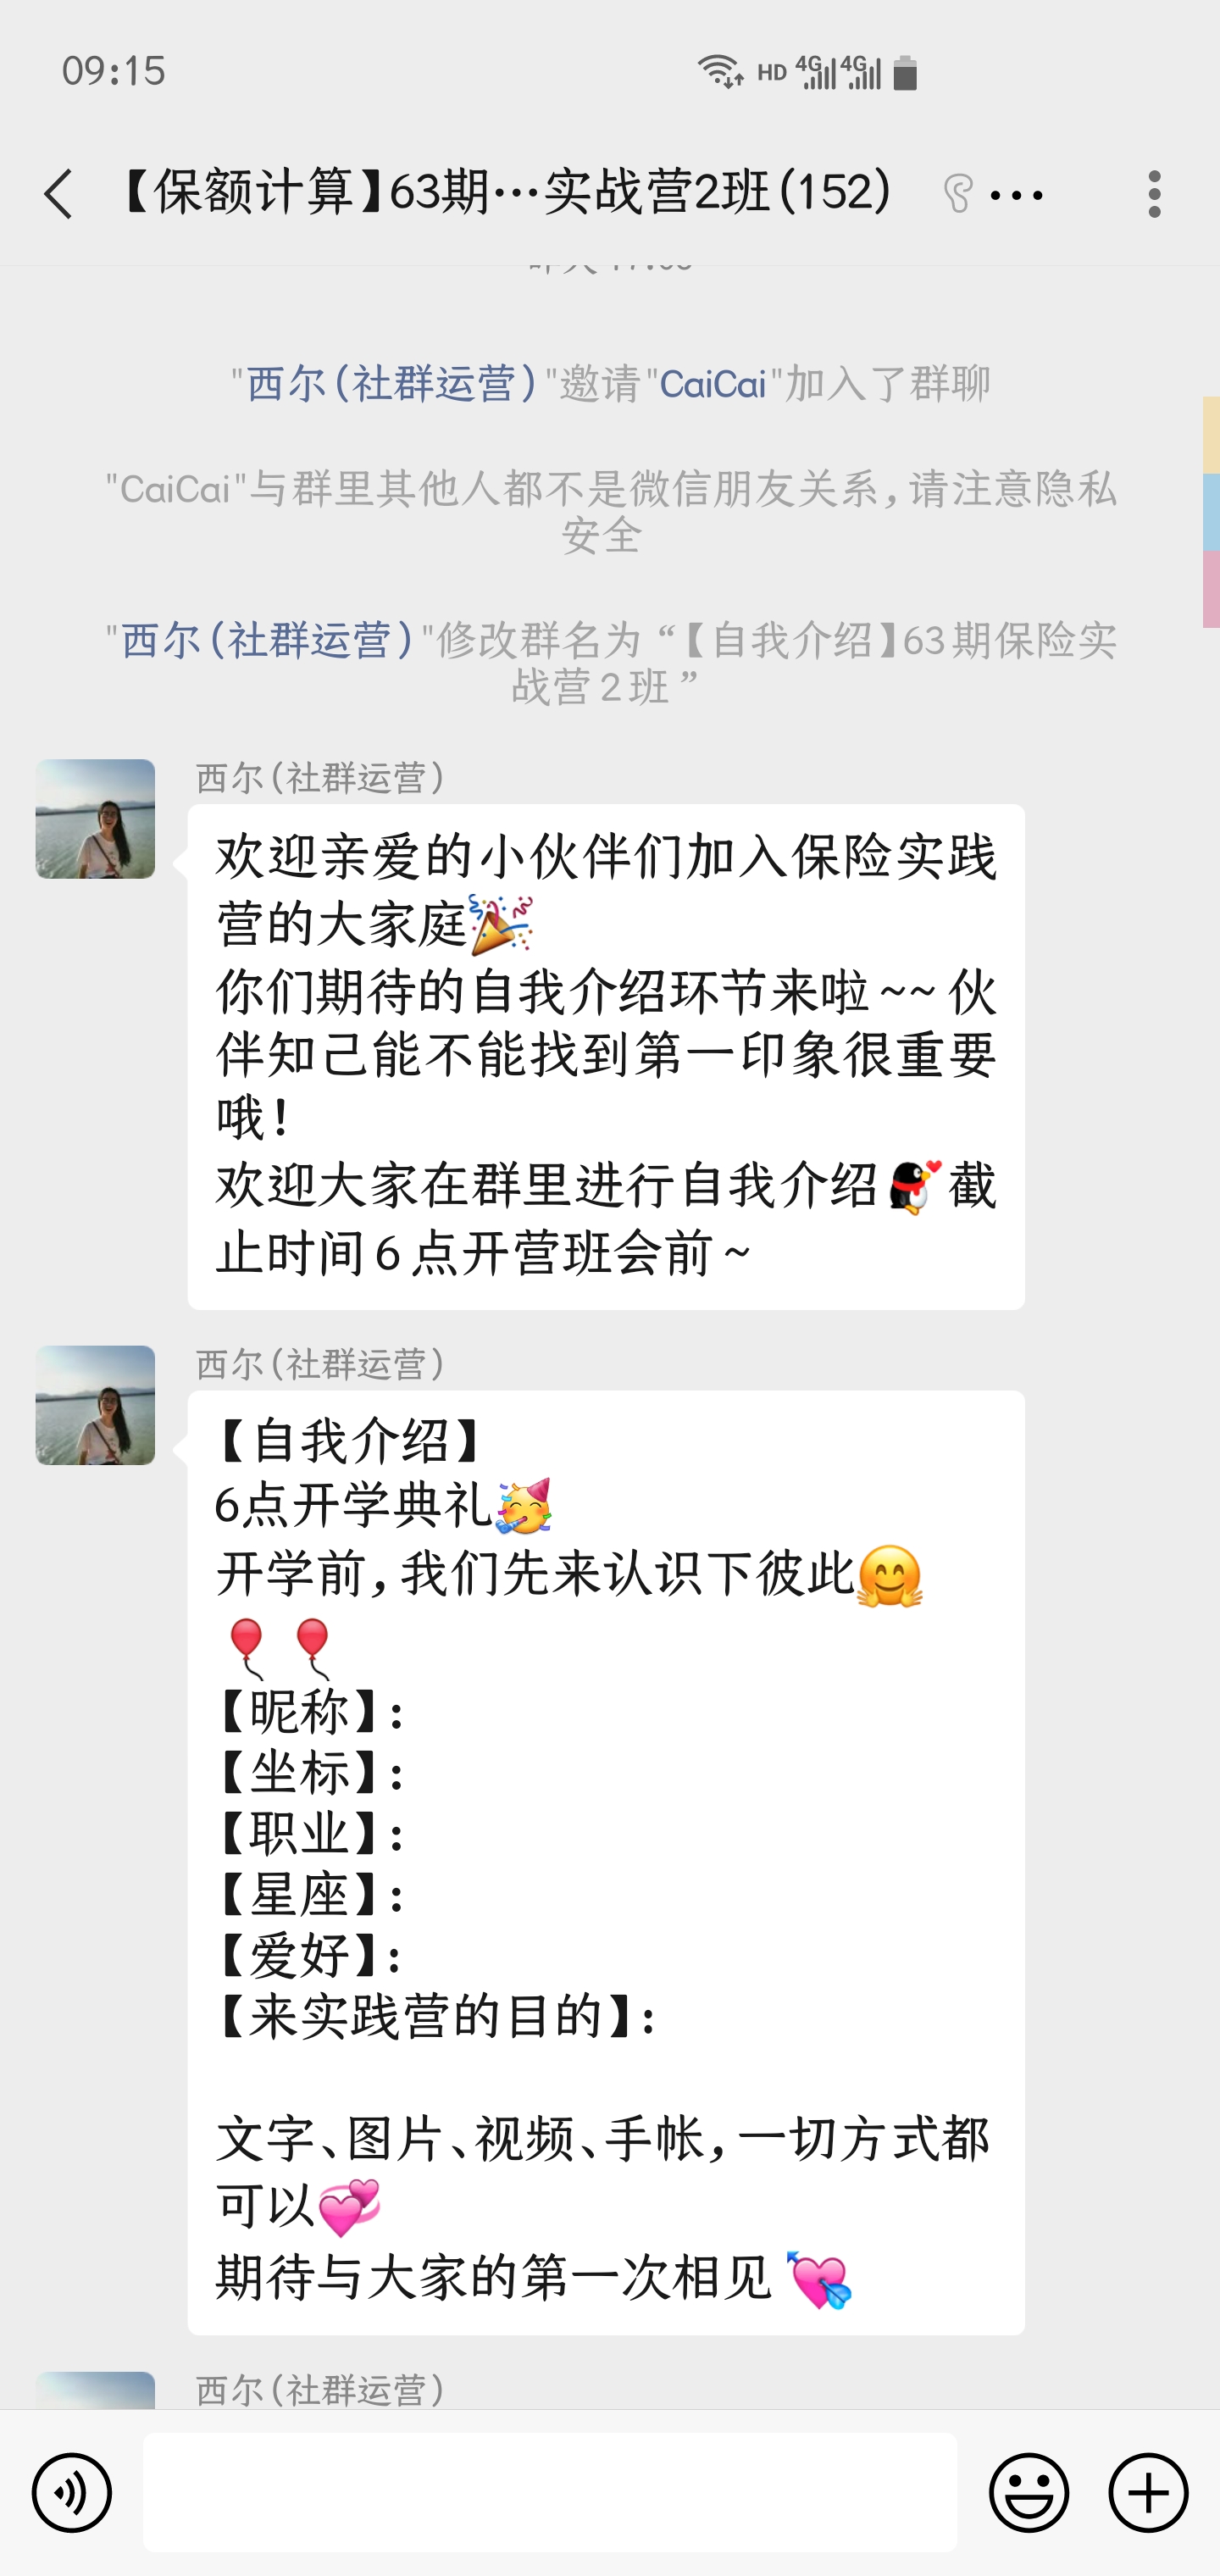 09:15
HD 4G 4G
【保额计算】63期…实战营2班(152)
"西尔(社群运营)"邀请"CaiCai"加入了群聊
"CaiCai"与群里其他人都不是微信朋友关系,请注意隐私
安全
"西尔(社群运营)"修改群名为“【自我介绍】63期保险实
战营2班”
西尔(社群运营)
欢迎亲爱的小伙伴们加入保险实践
营的大家庭🎉
你们期待的自我介绍环节来啦~~伙
伴知己能不能找到第一印象很重要
哦!
欢迎大家在群里进行自我介绍🐧截
止时间6点开营班会前~
西尔(社群运营)
【自我介绍】
6点开学典礼🥳
开学前,我们先来认识下彼此🤗
🎈🎈
【昵称】:
【坐标】:
【职业】:
【星座】:
【爱好】:
【来实践营的目的】:
文字、图片、视频、手帐,一切方式都
可以💞
期待与大家的第一次相见💘
西尔(社群运营)